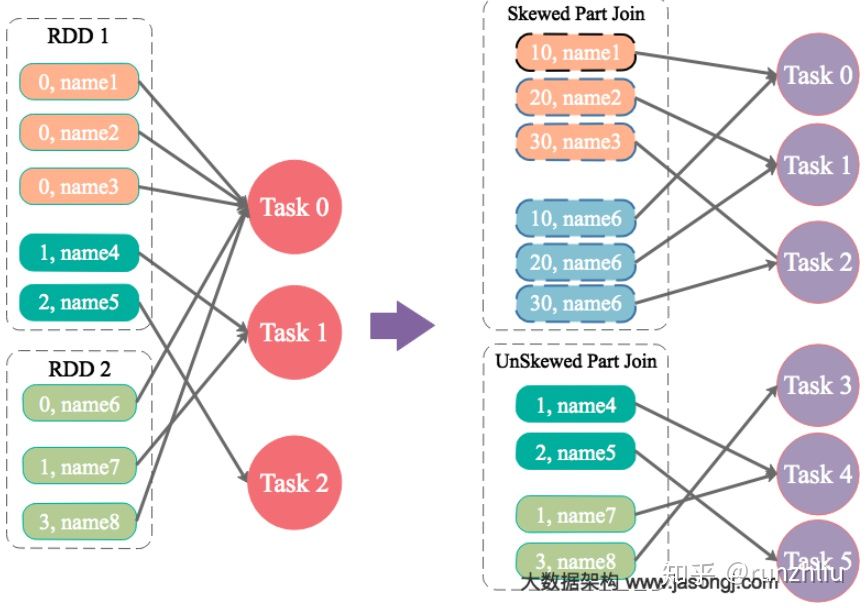 RDD 1
0, name1
0, name2
0, name3
1, name4
2, name5
RDD 2
0, name6
1, name7
3, name8
Task 0
Task 1
Task 2
Skewed Part Join
10, name1
20, name2
30, name3
10, name6
20, name6
30, name6
Task 0
Task 1
Task 2
UnSkewed Part Join
1, name4
2, name5
1, name7
3, name8
Task 3
Task 4
Task 5
知乎 @runzhliu
大数据架构 www.jasongj.com